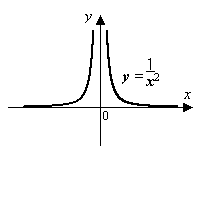 y
y = 1/x²
x
0